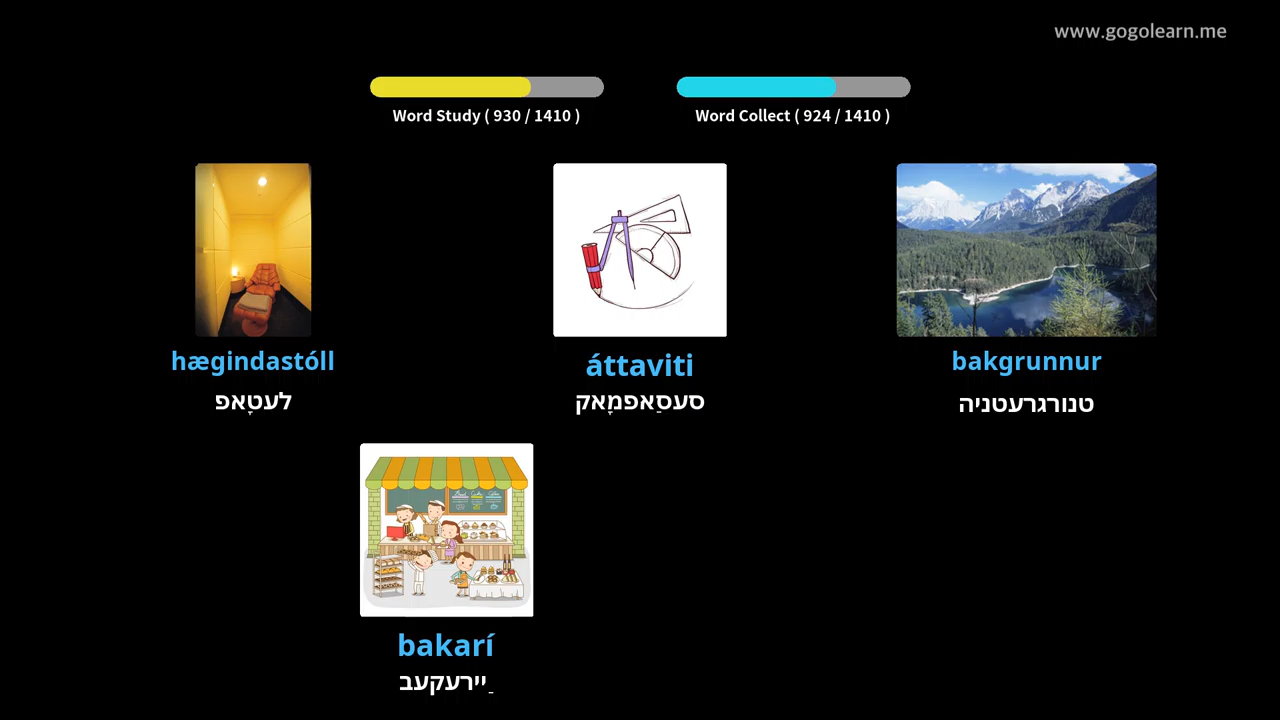 www.gogolearn.me
Word Study ( 930 / 1410 )
Word Collect ( 924 / 1410 )
hægindastóll
לעטָאפ
áttaviti
סעסַאפמָאק
bakgrunnur
טנורגרעטניה
bakarí
ַיירעקעב